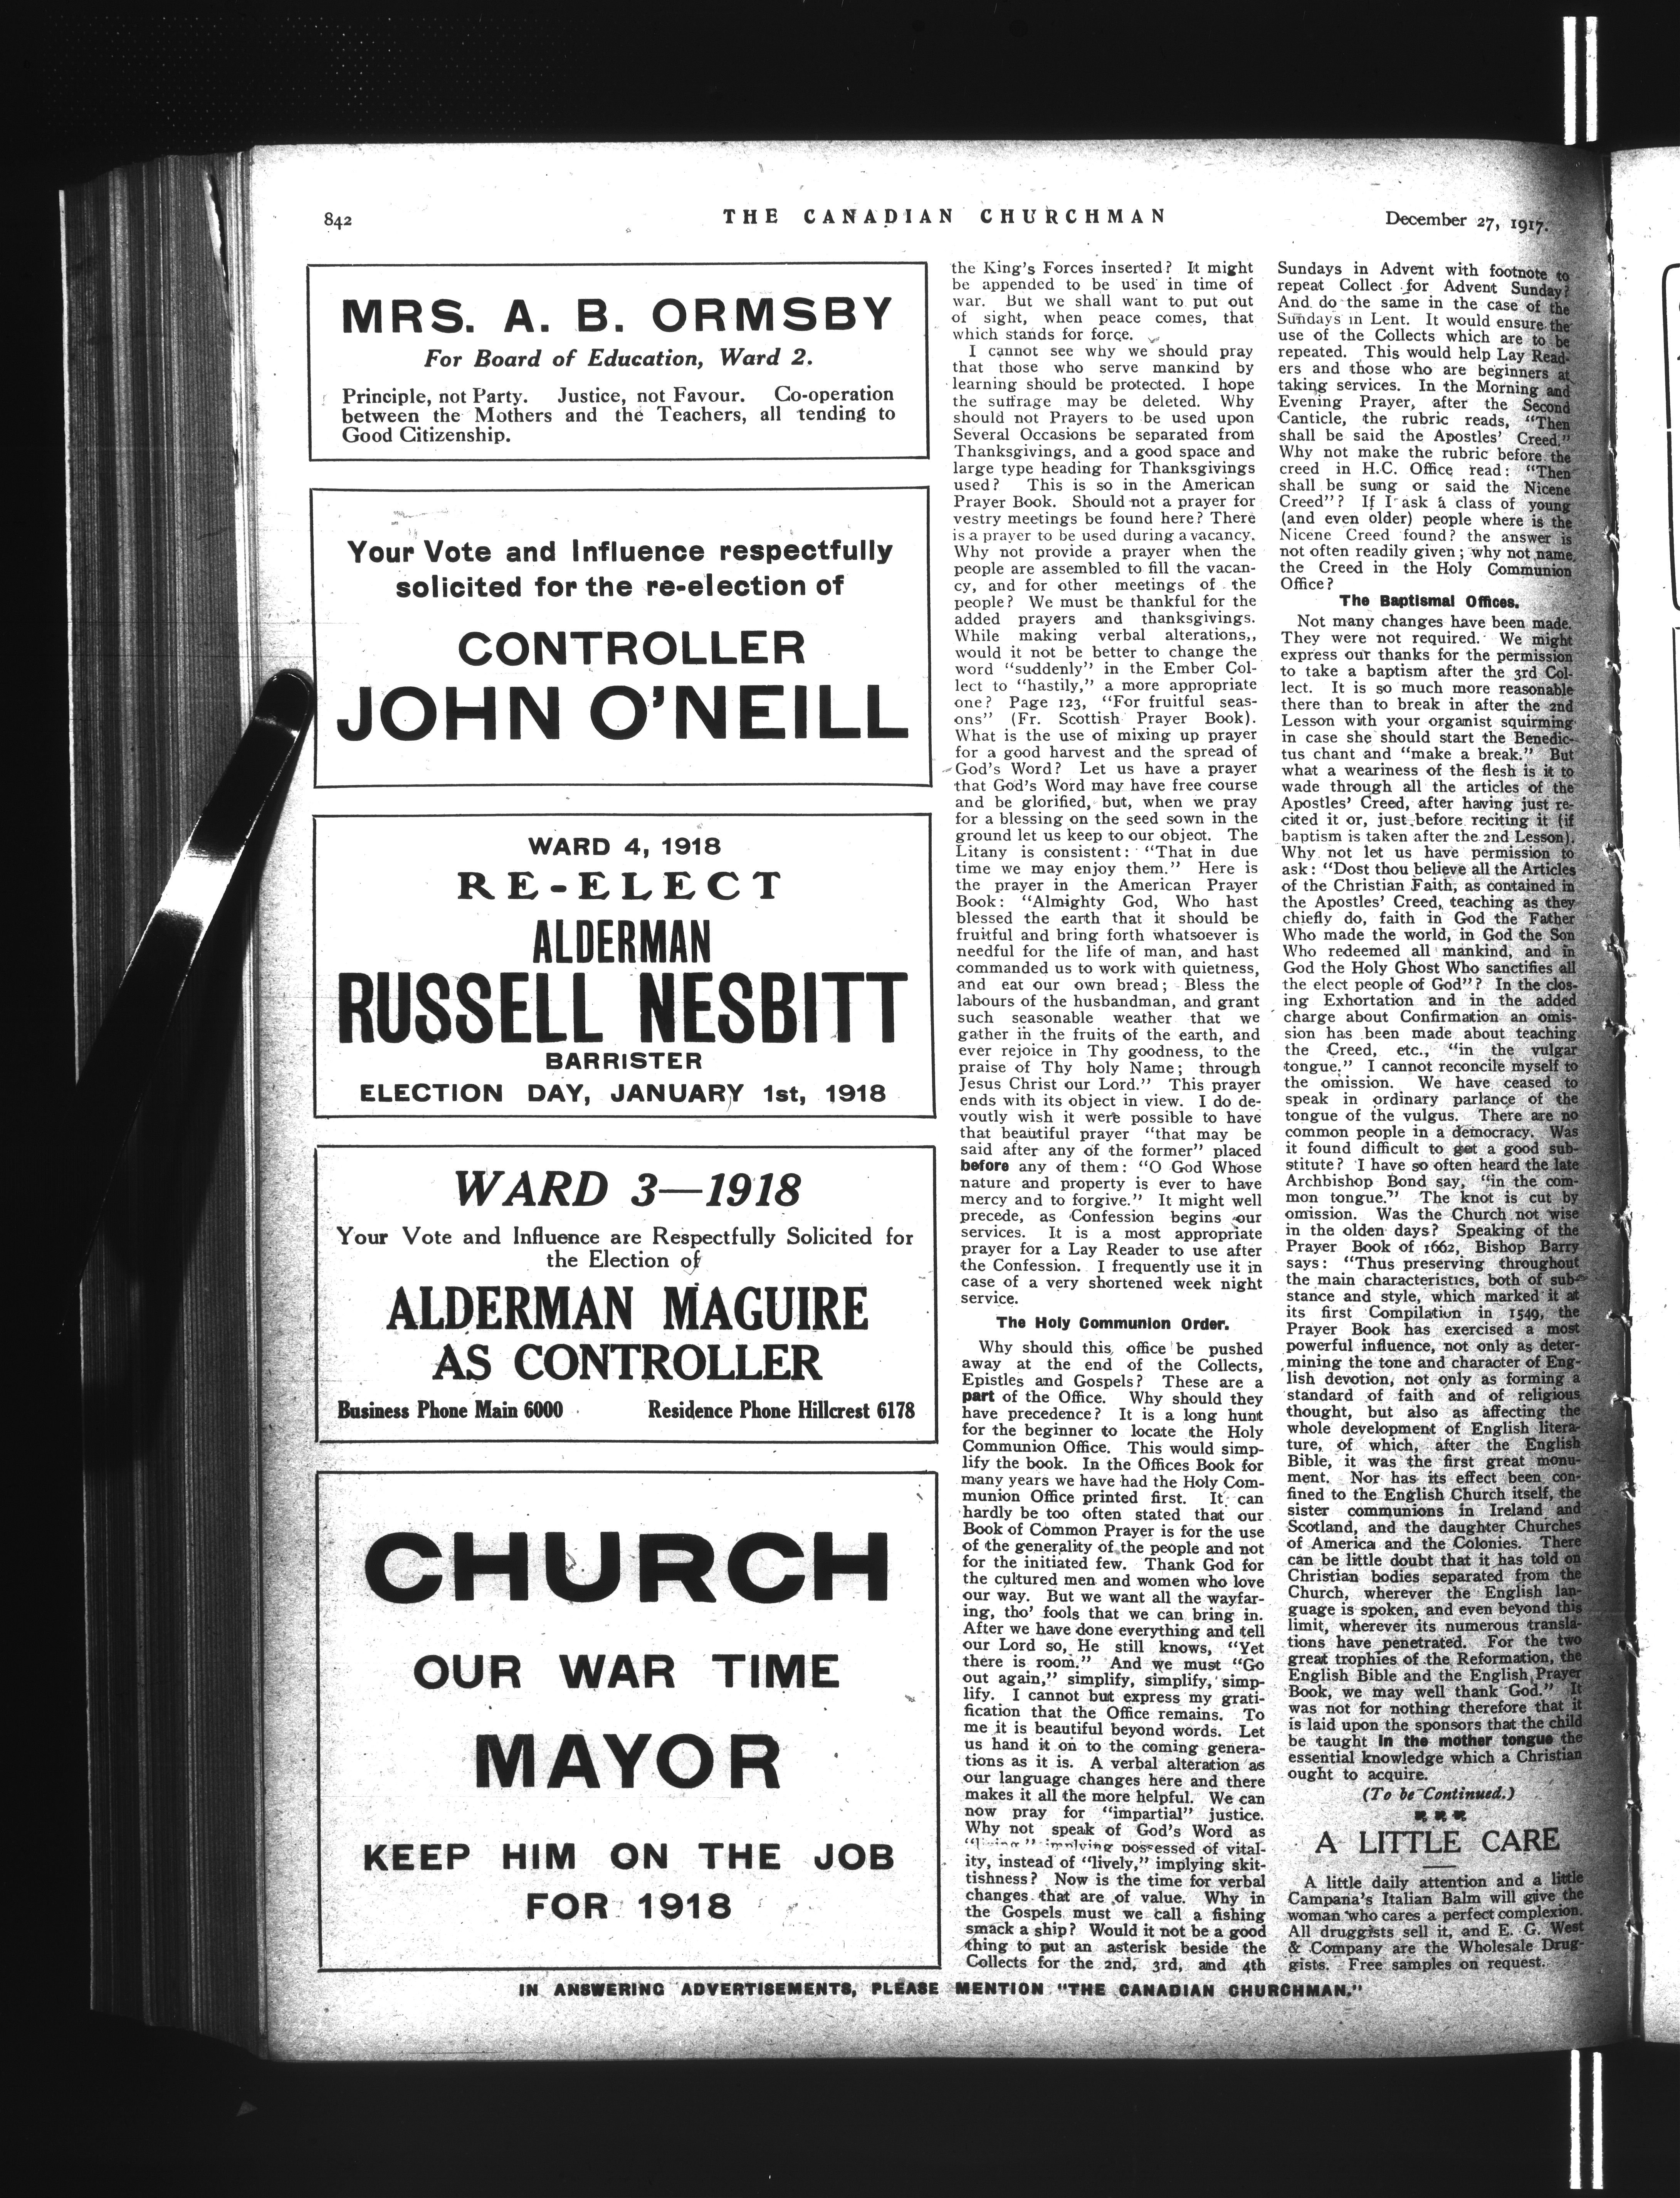 842
THE CANADIAN CHURCHMAN
December 27, 1917.
MRS. A. B. ORMSBY
For Board of Education, Ward 2.
Principle, not Party. Justice, not Favour. Co-operation
between the Mothers and the Teachers, all tending to
Good Citizenship.
Your Vote and Influence respectfully
solicited for the re-election of
CONTROLLER
JOHN O'NEILL
WARD 4, 1918
RE-ELECT
ALDERMAN
RUSSELL NESBITT
BARRISTER
ELECTION DAY, JANUARY 1st, 1918
WARD 3—1918
Your Vote and Influence are Respectfully Solicited for
the Election of
ALDERMAN MAGUIRE
AS CONTROLLER
Business Phone Main 6000 Residence Phone Hillcrest 6178
CHURCH
OUR WAR TIME
MAYOR
KEEP HIM ON THE JOB
FOR 1918
the King's Forces inserted? It might
be appended to be used in time of
war. But we shall want to put out
of sight, when peace comes, that
which stands for force.
I cannot see why we should pray
that those who serve mankind by
learning should be protected. I hope
the suffrage may be deleted. Why
should not Prayers to be used upon
Several Occasions be separated from
Thanksgivings, and a good space and
large type heading for Thanksgivings
used? This is so in the American
Prayer Book. Should not a prayer for
vestry meetings be found here? There
is a prayer to be used during a vacancy.
Why not provide a prayer when the
people are assembled to fill the vacan-
cy, and for other meetings of the
people? We must be thankful for the
added prayers and thanksgivings.
While making verbal alterations,,
would it not be better to change the
word "suddenly" in the Ember Col-
lect to "hastily," a more appropriate
one? Page 123, "For fruitful seas-
ons" (Fr. Scottish Prayer Book).
What is the use of mixing up prayer
for a good harvest and the spread of
God's Word? Let us have a prayer
that God's Word may have free course
and be glorified, but, when we pray
for a blessing on the seed sown in the
ground let us keep to our object. The
Litany is consistent: "That in due
time we may enjoy them." Here is
the prayer in the American Prayer
Book: "Almighty God, Who hast
blessed the earth that it should be
fruitful and bring forth whatsoever is
needful for the life of man, and hast
commanded us to work with quietness,
and eat our own bread; Bless the
labours of the husbandman, and grant
such seasonable weather that we
gather in the fruits of the earth, and
ever rejoice in Thy goodness, to the
praise of Thy holy Name; through
Jesus Christ our Lord." This prayer
ends with its object in view. I do de-
voutly wish it were possible to have
that beautiful prayer "that may be
said after any of the former" placed
before any of them: "O God Whose
nature and property is ever to have
mercy and to forgive." It might well
precede, as Confession begins our
services. It is a most appropriate
prayer for a Lay Reader to use after
the Confession. I frequently use it in
case of a very shortened week night
service.
The Holy Communion Order.
Why should this office be pushed
away at the end of the Collects,
Epistles and Gospels? These are a
part of the Office. Why should they
have precedence? It is a long hunt
for the beginner to locate the Holy
Communion Office. This would simp-
lify the book. In the Offices Book for
many years we have had the Holy Com-
munion Office printed first. It can
hardly be too often stated that our
Book of Common Prayer is for the use
of the generality of the people and not
for the initiated few. Thank God for
the cultured men and women who love
our way. But we want all the wayfar-
ing, tho' fools that we can bring in.
After we have done everything and tell
our Lord so, He still knows, "Yet
there is room." And we must "Go
out again," simplify, simplify, simp-
lify. I cannot but express my grati-
fication that the Office remains. To
me it is beautiful beyond words. Let
us hand it on to the coming genera-
tions as it is. A verbal alteration as
our language changes here and there
makes it all the more helpful. We can
now pray for "impartial" justice.
Why not speak of God's Word as
implying possessed of vital-
ity, instead of "lively," implying skit-
tishness? Now is the time for verbal
changes that are of value. Why in
the Gospels must we call a fishing
smack a ship? Would it not be a good
thing to put an asterisk beside the
Collects for the 2nd, 3rd, and 4th
Sundays in Advent with footnote to
repeat Collect for Advent Sunday?
And do the same in the case of the
Sundays in Lent. It would ensure the
use of the Collects which are to be
repeated. This would help Lay Read-
ers and those who are beginners at
taking services. In the Morning and
Evening Prayer, after the Second
Canticle, the rubric reads, "Then
shall be said the Apostles' Creed."
Why not make the rubric before the
creed in H.C. Office read: "Then
shall be sung or said the Nicene
Creed"? If I ask a class of young
(and even older) people where is the
Nicene Creed found? the answer is
not often readily given; why not name
the Creed in the Holy Communion
Office?
The Baptismal Offices.
Not many changes have been made.
They were not required. We might
express our thanks for the permission
to take a baptism after the 3rd Col-
lect. It is so much more reasonable
there than to break in after the 2nd
Lesson with your organist squirming
in case she should start the Benedic-
tus chant and "make a break." But
what a weariness of the flesh is it to
wade through all the articles of the
Apostles' Creed, after having just re-
cited it or, just before reciting it (if
baptism is taken after the 2nd Lesson).
Why not let us have permission to
ask: "Dost thou believe all the Articles
of the Christian Faith, as contained in
the Apostles' Creed, teaching as they
chiefly do, faith in God the Father
Who made the world, in God the Son
Who redeemed all mankind, and in
God the Holy Ghost Who sanctifies all
the elect people of God"? In the clos-
ing Exhortation and in the added
charge about Confirmation an omis-
sion has been made about teaching
the Creed, etc., "in the vulgar
tongue." I cannot reconcile myself to
the omission. We have ceased to
speak in ordinary parlance of the
tongue of the vulgus. There are no
common people in a democracy. Was
it found difficult to get a good sub-
stitute? I have so often heard the late
Archbishop Bond say, "in the com-
mon tongue." The knot is cut by
omission. Was the Church not wise
in the olden days? Speaking of the
Prayer Book of 1662, Bishop Barry
says: "Thus preserving throughout
the main characteristics, both of sub-
stance and style, which marked it at
its first Compilation in 1549, the
Prayer Book has exercised a most
powerful influence, not only as deter-
mining the tone and character of Eng-
lish devotion, not only as forming a
standard of faith and of religious
thought, but also as affecting the
whole development of English litera-
ture, of which, after the English
Bible, it was the first great monu-
ment. Nor has its effect been con-
fined to the English Church itself, the
sister communions in Ireland and
Scotland, and the daughter Churches
of America and the Colonies. There
can be little doubt that it has told on
Christian bodies separated from the
Church, wherever the English lan-
guage is spoken, and even beyond this
limit, wherever its numerous transla-
tions have penetrated. For the two
great trophies of the Reformation, the
English Bible and the English Prayer
Book, we may well thank God." It
was not for nothing therefore that it
is laid upon the sponsors that the child
be taught in the mother tongue the
essential knowledge which a Christian
ought to acquire.
(To be Continued.)
A LITTLE CARE
A little daily attention and a little
Campana's Italian Balm will give the
woman who cares a perfect complexion.
All druggists sell it, and E. G. West
& Company are the Wholesale Drug-
gists. Free samples on request.
IN ANSWERING ADVERTISEMENTS, PLEASE MENTION "THE CANADIAN CHURCHMAN."